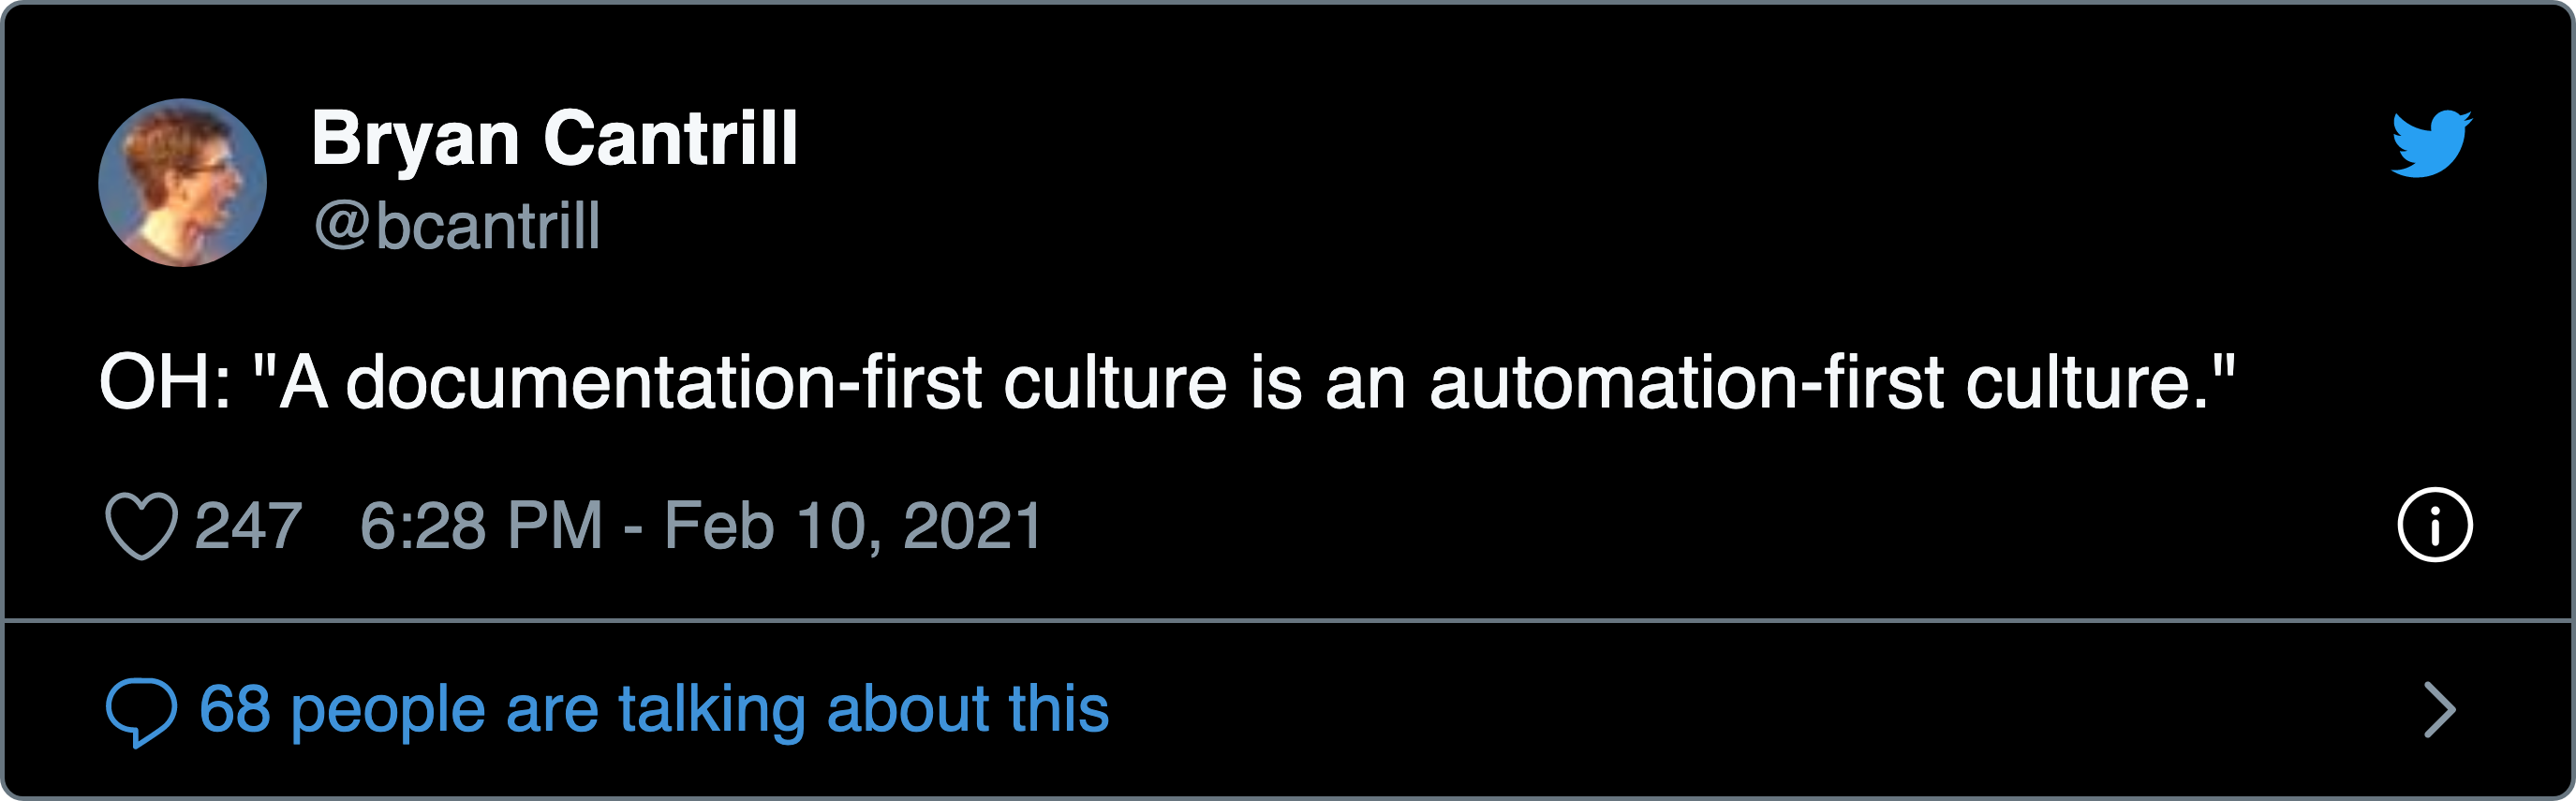 Bryan Cantrill
@bcantrill
OH: "A documentation-first culture is an automation-first culture."
247 6:28 PM - Feb 10, 2021
68 people are talking about this